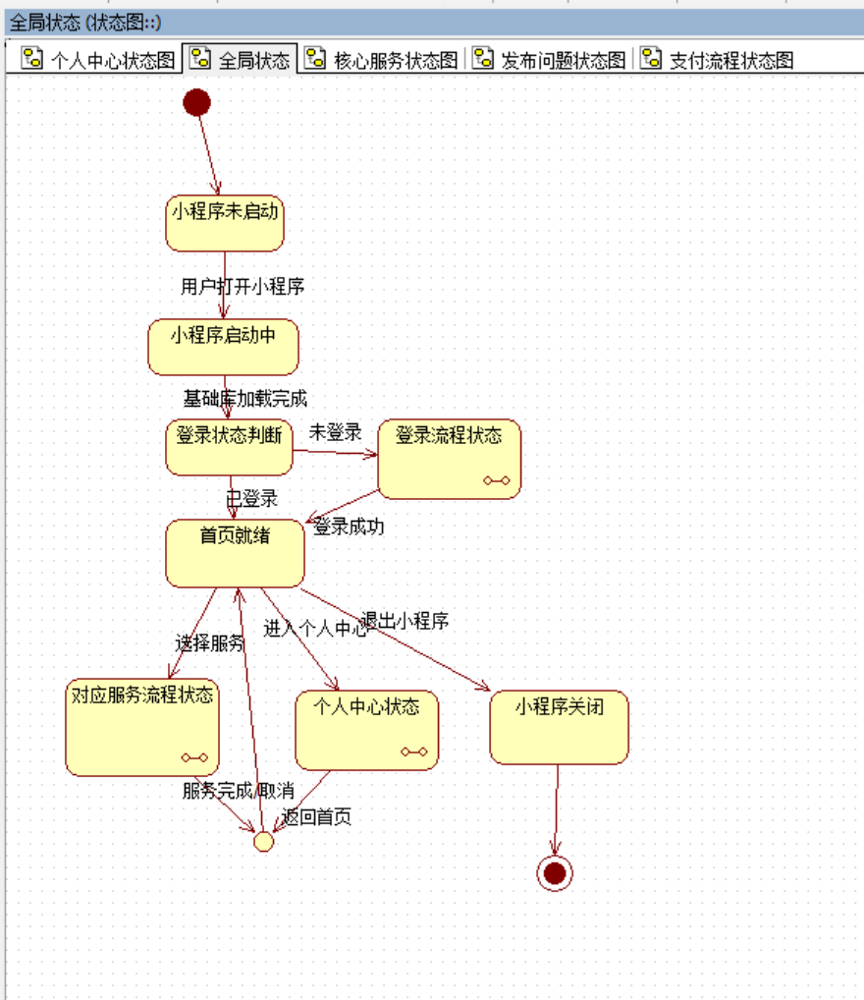 全局状态 (状态图::)
个人中心状态图
全局状态
核心服务状态图
发布问题状态图
支付流程状态图
小程序未启动
用户打开小程序
小程序启动中
基础库加载完成
登录状态判断
未登录
登录流程状态
已登录
登录成功
首页就绪
选择服务
进入个人中心
退出小程序
对应服务流程状态
个人中心状态
小程序关闭
服务完成/取消
返回首页